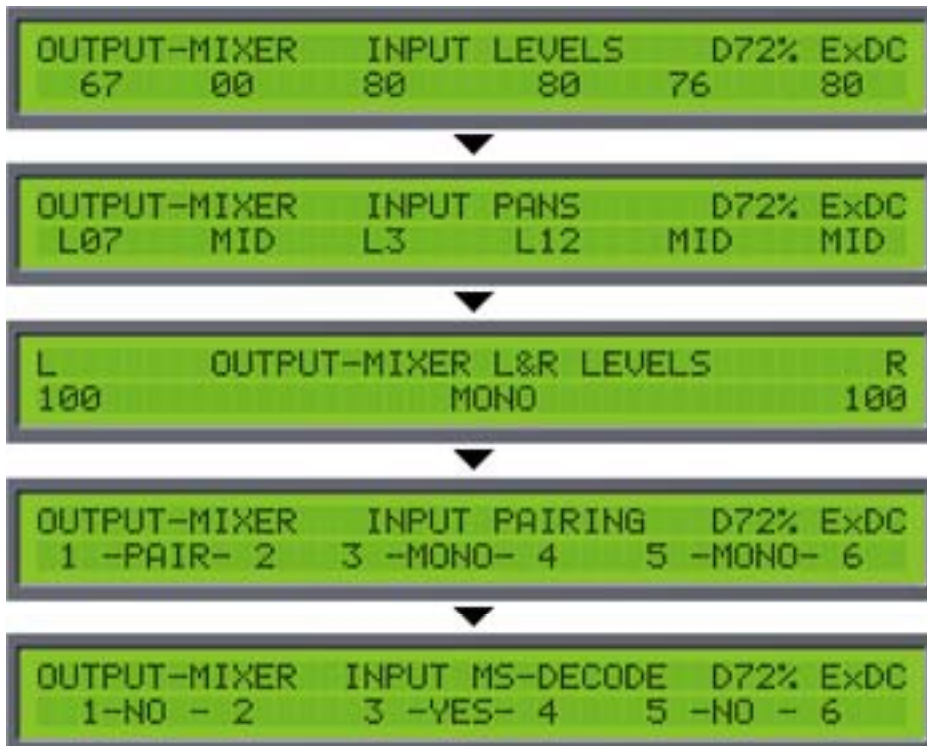 OUTPUT-MIXER INPUT LEVELS D72% ExDC
67 00 80 80 76 80
OUTPUT-MIXER INPUT PANS D72% ExDC
L07 MID L3 L12 MID MID
L OUTPUT-MIXER L&R LEVELS R
100 MONO 100
OUTPUT-MIXER INPUT PAIRING D72% ExDC
1 -PAIR- 2 3 -MONO- 4 5 -MONO- 6
OUTPUT-MIXER INPUT MS-DECODE D72% ExDC
1-NO - 2 3 -YES- 4 5 -NO - 6